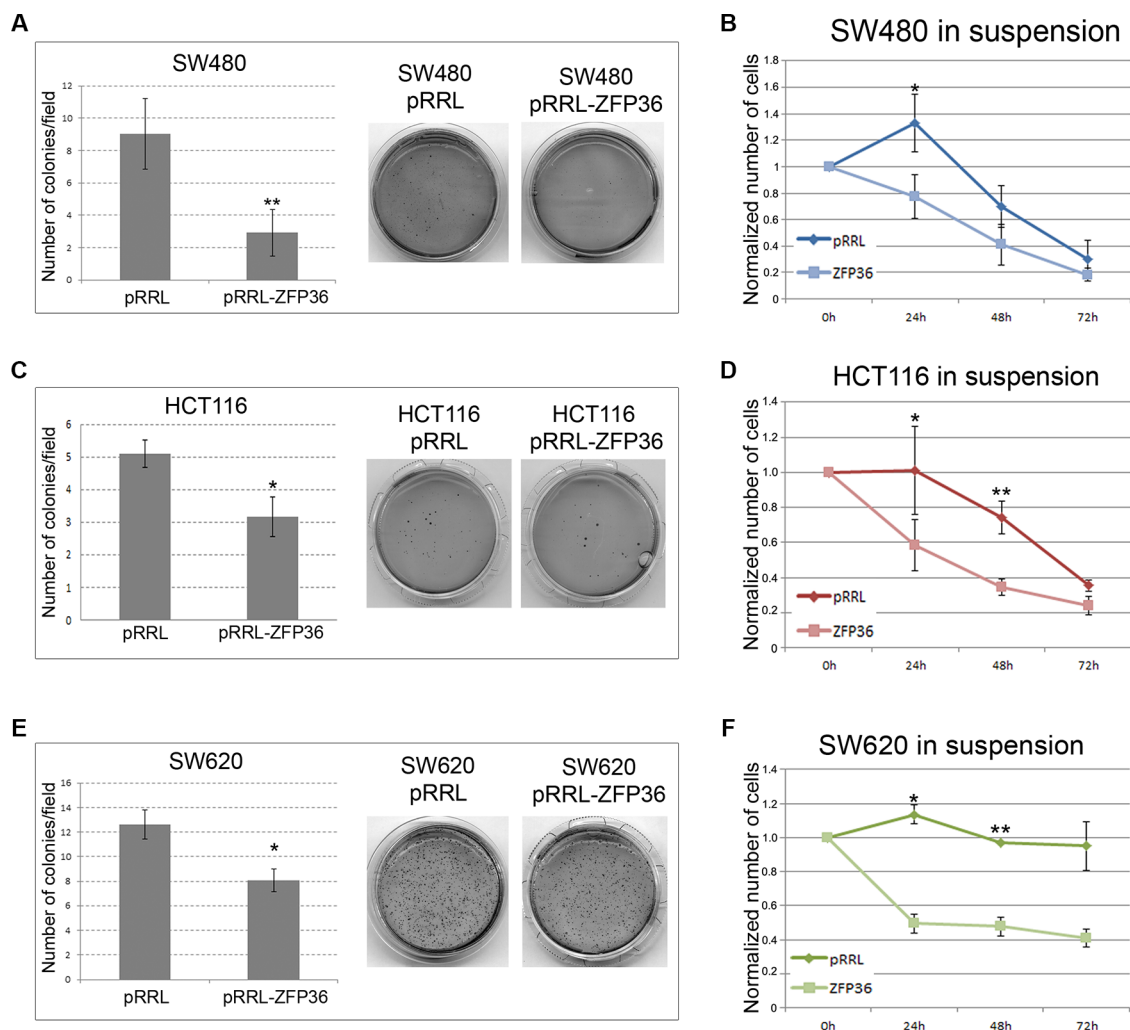 A
SW480
Number of colonies/field
12
10
8
6
4
2
0
**
pRRL
pRRL-ZFP36
SW480
pRRL
SW480
pRRL-ZFP36
B
SW480 in suspension
Normalized number of cells
1.8
1.6
1.4
1.2
1
0.8
0.6
0.4
0.2
0
*
pRRL
ZFP36
0h
24h
48h
72h
C
HCT116
Number of colonies/field
6
5
4
3
2
1
0
*
pRRL
pRRL-ZFP36
HCT116
pRRL
HCT116
pRRL-ZFP36
D
HCT116 in suspension
Normalized number of cells
1.4
1.2
1.0
0.8
0.6
0.4
0.2
0
*
**
pRRL
ZFP36
0h
24h
48h
72h
E
SW620
Number of colonies/field
16
14
12
10
8
6
4
2
0
*
pRRL
pRRL-ZFP36
SW620
pRRL
SW620
pRRL-ZFP36
F
SW620 in suspension
Normalized number of cells
1.4
1.2
1.0
0.8
0.6
0.4
0.2
0
*
**
pRRL
ZFP36
0h
24h
48h
72h